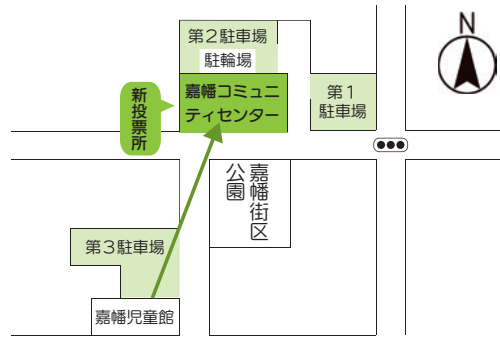 第2駐車場
駐輪場
嘉幡コミュニ
ティセンター
新投票所
第1
駐車場
N
嘉幡街区
公園
第3駐車場
嘉幡児童館